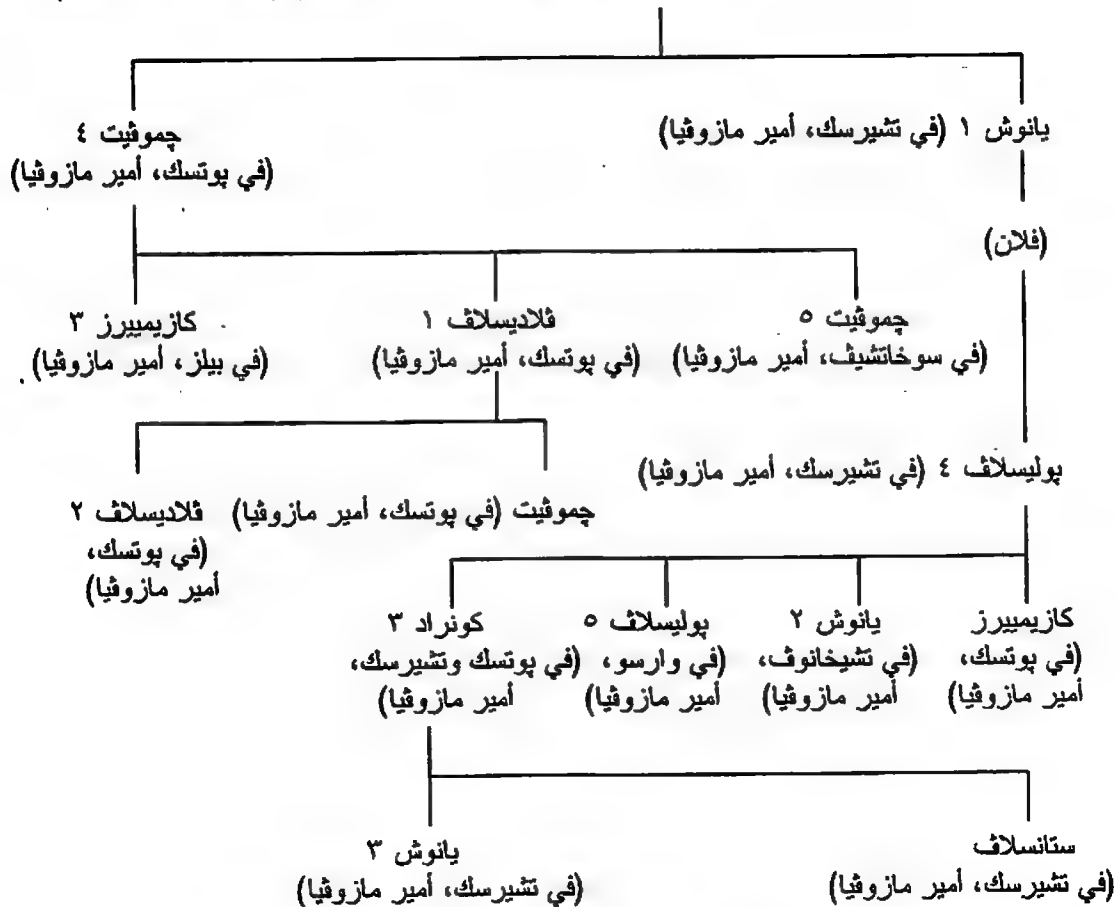 يانوش ١ (في تشيرسك، أمير مازوڤيا)
چموڤيت ٤
(في پوتسك، أمير مازوڤيا)
(فلان)
چموڤيت ٥
(في سوخاتشيڤ، أمير مازوڤيا)
ڤلاديسلاڤ ١
(في پوتسك، أمير مازوڤيا)
كازيمييرز ٣
(في بيلز، أمير مازوڤيا)
بوليسلاڤ ٤ (في تشيرسك، أمير مازوڤيا)
چموڤيت (في پوتسك، أمير مازوڤيا)
ڤلاديسلاڤ ٢
(في پوتسك،
أمير مازوڤيا)
كازيمييرز
(في پوتسك،
أمير مازوڤيا)
يانوش ٢
(في تشيخانوڤ،
أمير مازوڤيا)
بوليسلاڤ ٥
(في وارسو،
أمير مازوڤيا)
كونراد ٣
(في پوتسك وتشيرسك،
أمير مازوڤيا)
ستانسلاڤ
(في تشيرسك، أمير مازوڤيا)
يانوش ٣
(في تشيرسك، أمير مازوڤيا)